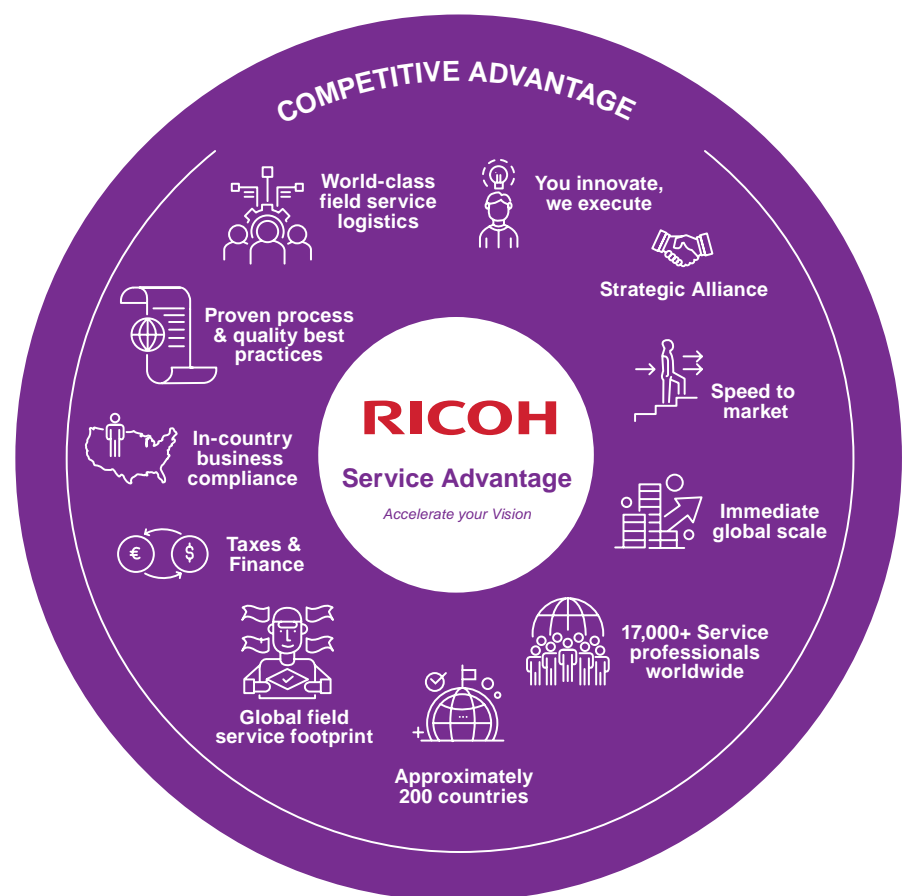 COMPETITIVE ADVANTAGE
World-class
field service
logistics
You innovate,
we execute
Strategic Alliance
Proven process
& quality best
practices
Speed to
market
RICOH
Service Advantage
Accelerate your Vision
In-country
business
compliance
Immediate
global scale
€
$
Taxes &
Finance
17,000+ Service
professionals
worldwide
Global field
service footprint
Approximately
200 countries